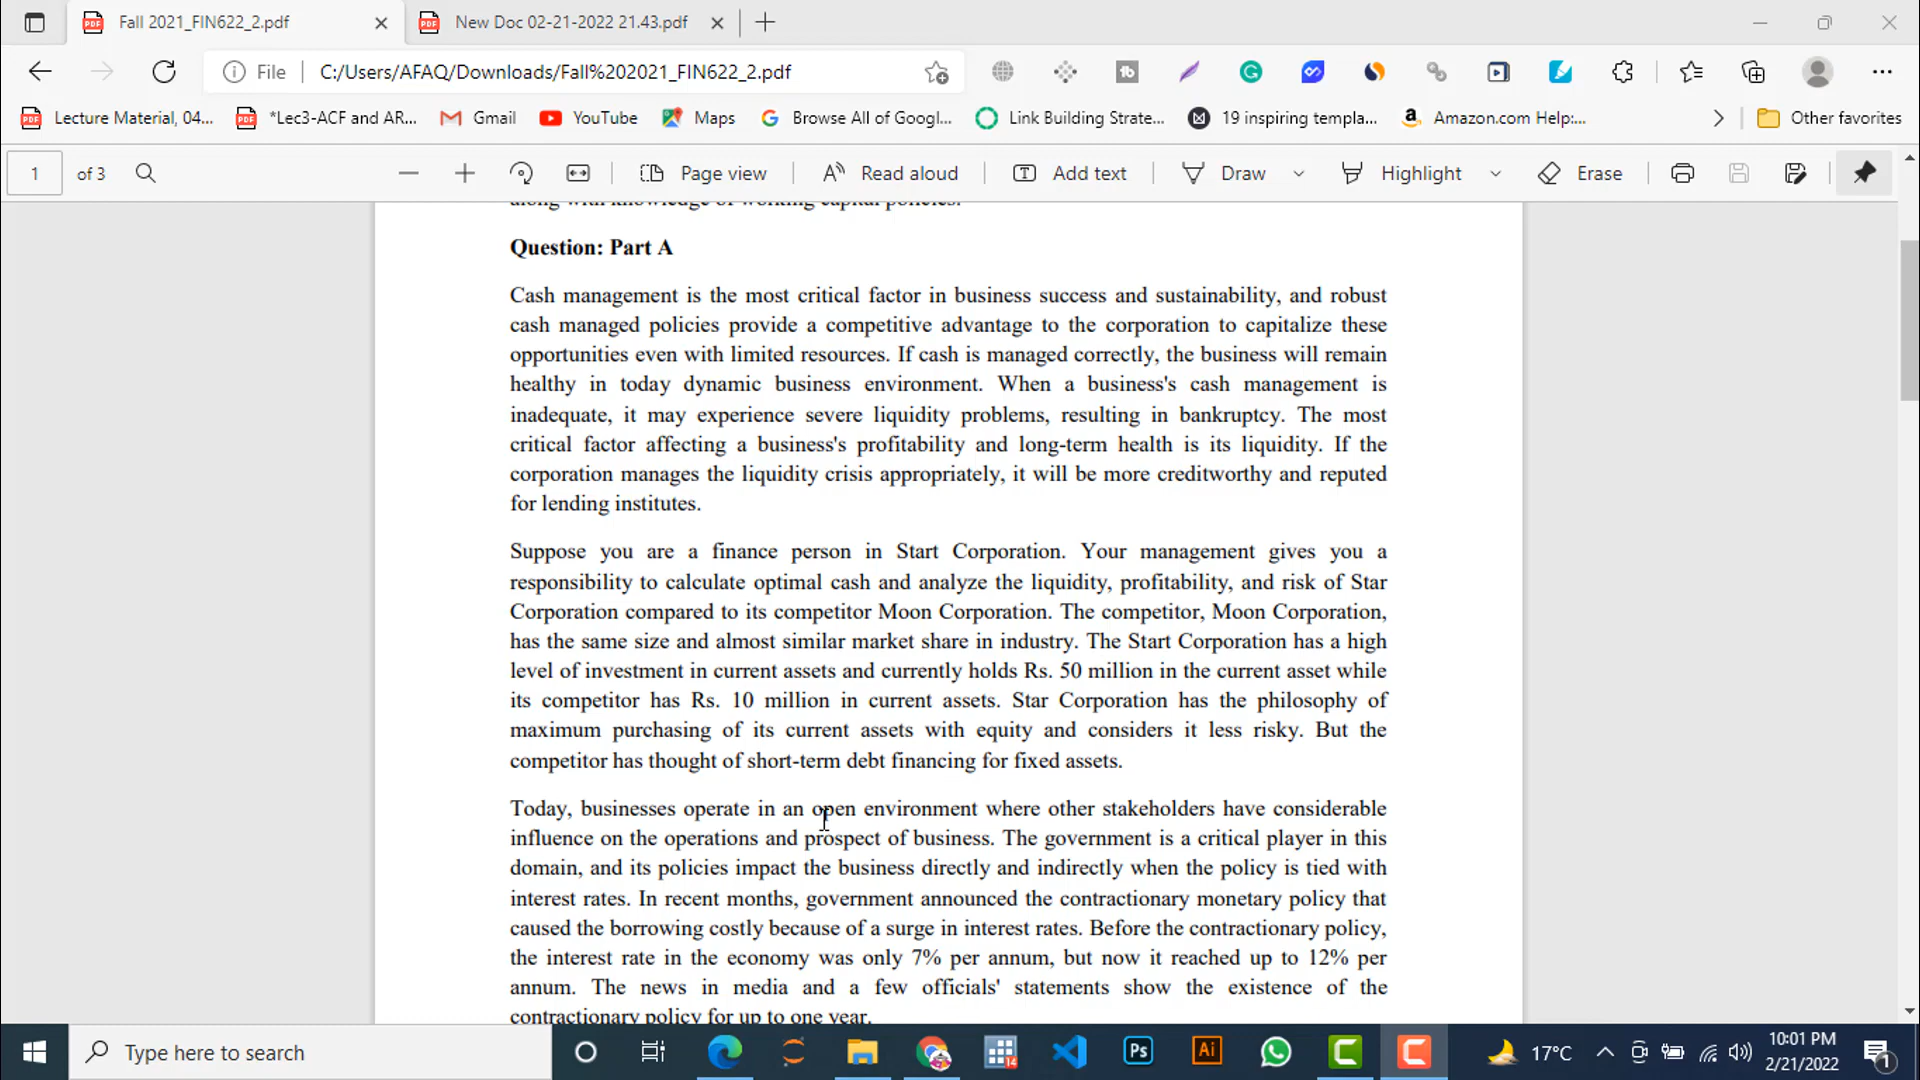 Fall 2021_FIN622_2.pdf
New Doc 02-21-2022 21.43.pdf
File
C:/Users/AFAQ/Downloads/Fall%202021_FIN622_2.pdf
Lecture Material, 04...
*Lec3-ACF and AR...
Gmail
YouTube
Maps
Browse All of Googl...
Link Building Strate...
19 inspiring templa...
Amazon.com Help:...
Other favorites
1 of 3
Page view
Read aloud
Add text
Draw
Highlight
Erase
along with knowledge of working capital policies.
Question: Part A
Cash management is the most critical factor in business success and sustainability, and robust
cash managed policies provide a competitive advantage to the corporation to capitalize these
opportunities even with limited resources. If cash is managed correctly, the business will remain
healthy in today dynamic business environment. When a business's cash management is
inadequate, it may experience severe liquidity problems, resulting in bankruptcy. The most
critical factor affecting a business's profitability and long-term health is its liquidity. If the
corporation manages the liquidity crisis appropriately, it will be more creditworthy and reputed
for lending institutes.
Suppose you are a finance person in Start Corporation. Your management gives you a
responsibility to calculate optimal cash and analyze the liquidity, profitability, and risk of Star
Corporation compared to its competitor Moon Corporation. The competitor, Moon Corporation,
has the same size and almost similar market share in industry. The Start Corporation has a high
level of investment in current assets and currently holds Rs. 50 million in the current asset while
its competitor has Rs. 10 million in current assets. Star Corporation has the philosophy of
maximum purchasing of its current assets with equity and considers it less risky. But the
competitor has thought of short-term debt financing for fixed assets.
Today, businesses operate in an open environment where other stakeholders have considerable
influence on the operations and prospect of business. The government is a critical player in this
domain, and its policies impact the business directly and indirectly when the policy is tied with
interest rates. In recent months, government announced the contractionary monetary policy that
caused the borrowing costly because of a surge in interest rates. Before the contractionary policy,
the interest rate in the economy was only 7% per annum, but now it reached up to 12% per
annum. The news in media and a few officials' statements show the existence of the
contractionary policy for up to one year.
Type here to search
14
Ps
Ai
17°C
10:01 PM
2/21/2022
1